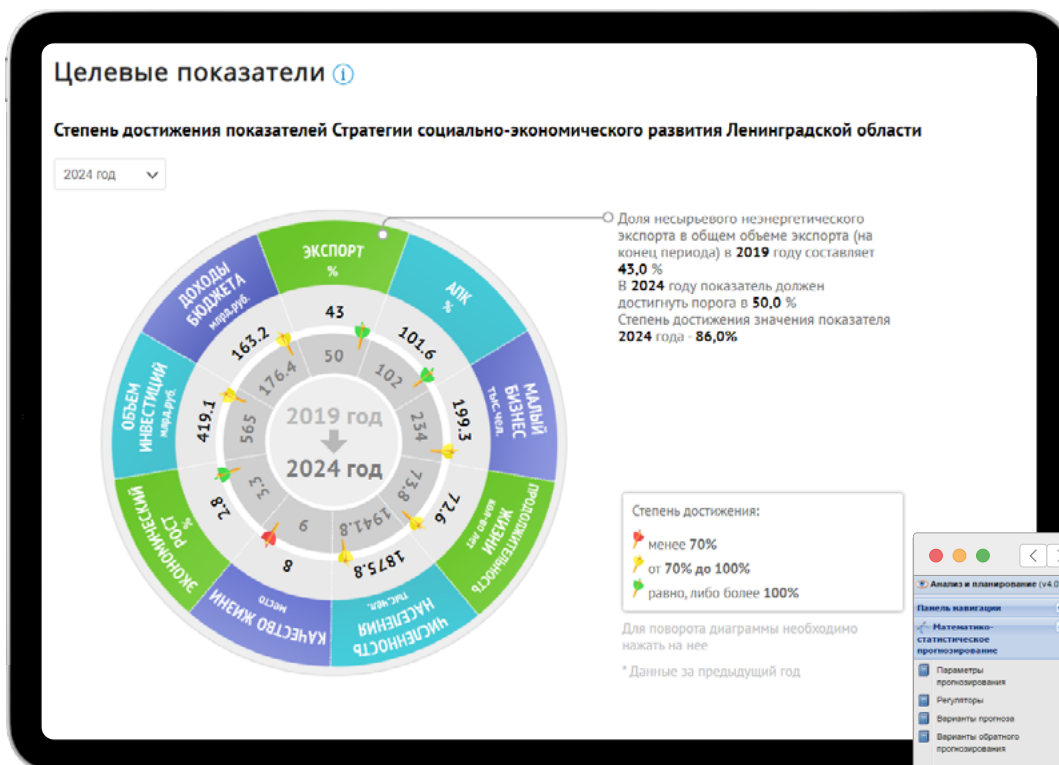 Целевые показатели
Степень достижения показателей Стратегии социально-экономического развития Ленинградской области
2024 год
ЭКСПОРТ
%
АПК
%
МАЛЫЙ
БИЗНЕС
тыс.чел.
ПРОДОЛЖИТЕЛЬНОСТЬ
ЖИЗНИ
кол-во лет
ЧИСЛЕННОСТЬ
НАСЕЛЕНИЯ
тыс.чел.
КАЧЕСТВО ЖИЗНИ
место
ЭКОНОМИЧЕСКИЙ
РОСТ
%
ОБЪЕМ
ИНВЕСТИЦИЙ
млрд.руб.
ДОХОДЫ
БЮДЖЕТА
млрд.руб.
43
101.6
199.3
72.6
1875.8
8
2.8
419.1
163.2
50
102
234
73.8
1941.8
9
3.3
565
176.4
2019 год
2024 год
Доля несырьевого неэнергетического
экспорта в общем объеме экспорта (на
конец периода) в 2019 году составляет
43,0 %
В 2024 году показатель должен
достигнуть порога в 50,0 %
Степень достижения значения показателя
2024 года - 86,0%
Степень достижения:
менее 70%
от 70% до 100%
равно, либо более 100%
Для поворота диаграммы необходимо
нажать на нее
* Данные за предыдущий год
Анализ и планирование (v4.0
Панель навигации
Математико-
статистическое
прогнозирование
Параметры
прогнозирования
Регуляторы
Варианты прогноза
Варианты обратного
прогнозирования